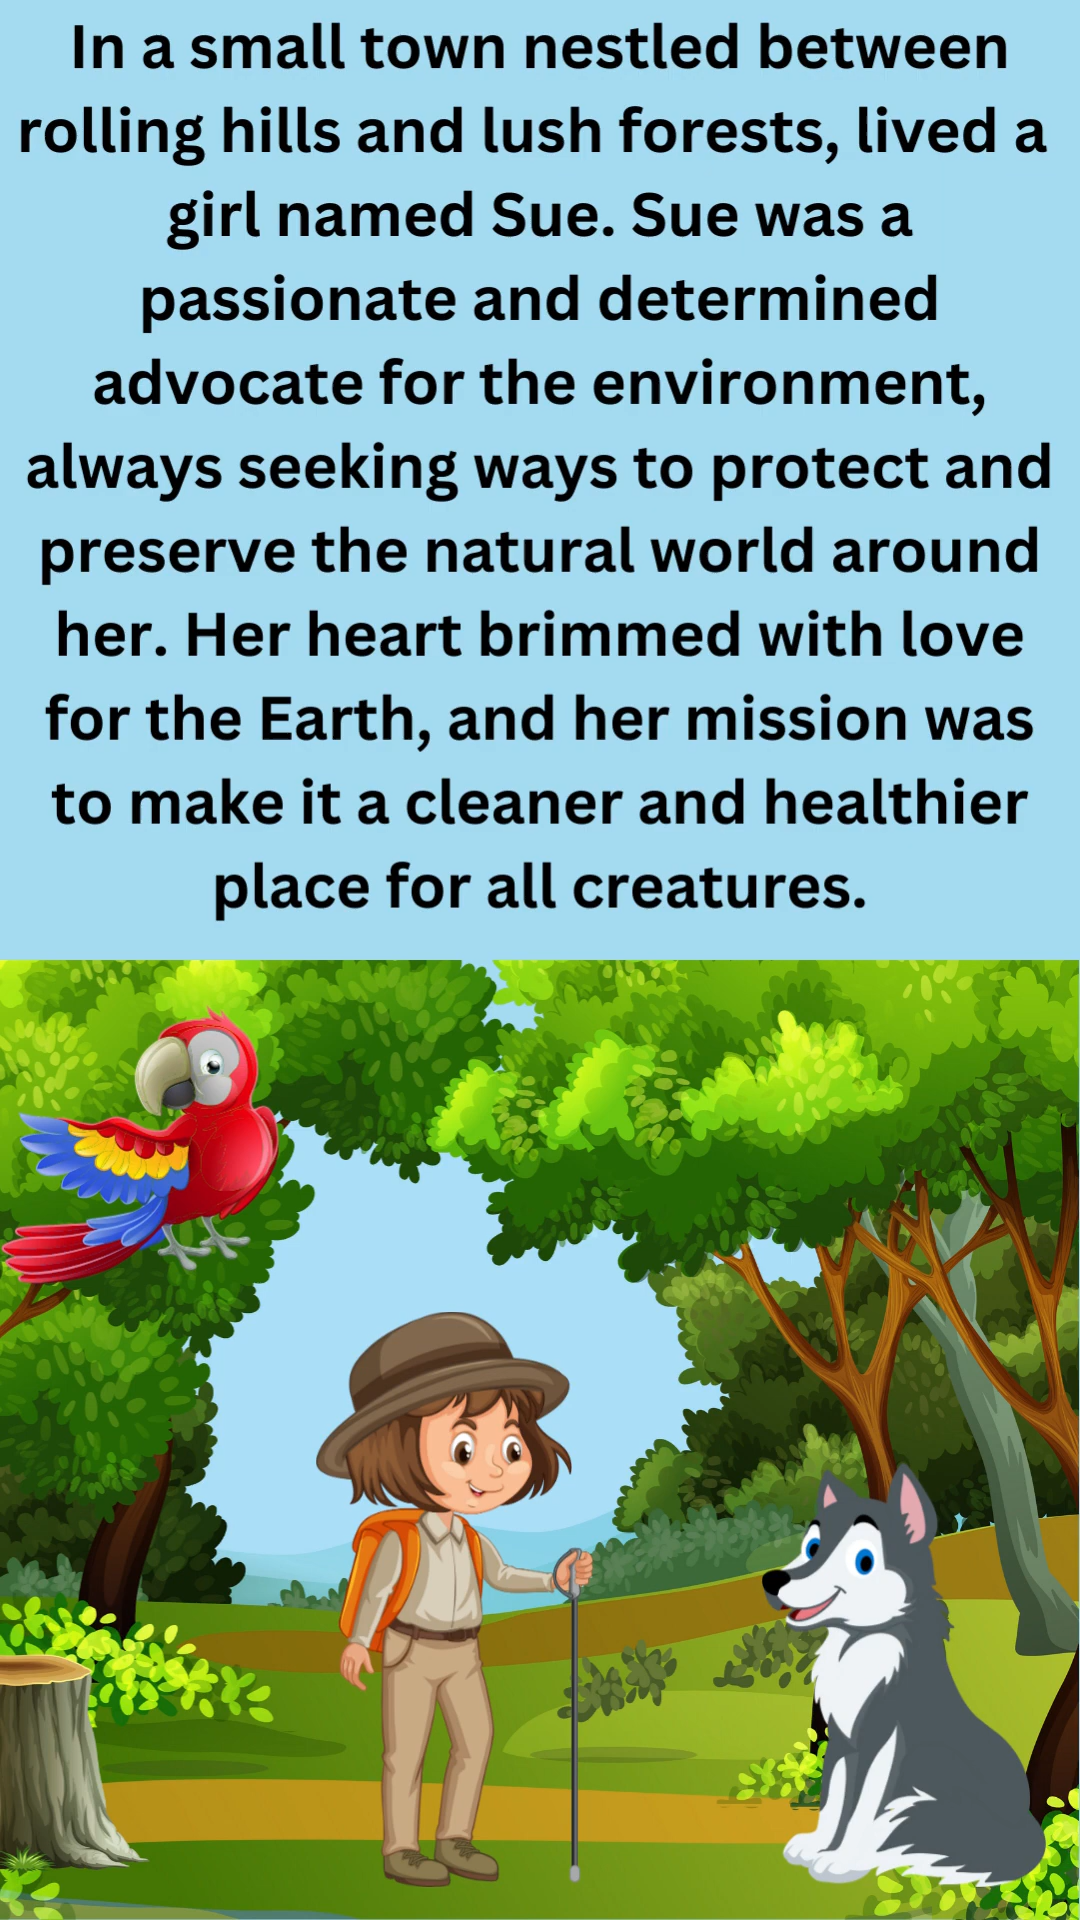 In a small town nestled between
rolling hills and lush forests, lived a
girl named Sue. Sue was a
passionate and determined
advocate for the environment,
always seeking ways to protect and
preserve the natural world around
her. Her heart brimmed with love
for the Earth, and her mission was
to make it a cleaner and healthier
place for all creatures.